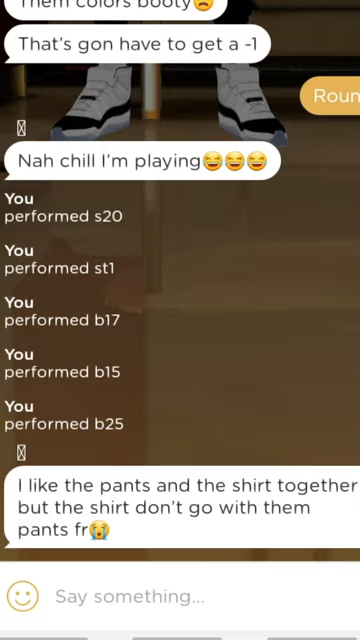 Them colors booty😧
That's gon have to get a -1
Roun
Nah chill I'm playing😂😂😂
You
performed s20
You
performed st1
You
performed b17
You
performed b15
You
performed b25
I like the pants and the shirt together
but the shirt don't go with them
pants fr😭
Say something...